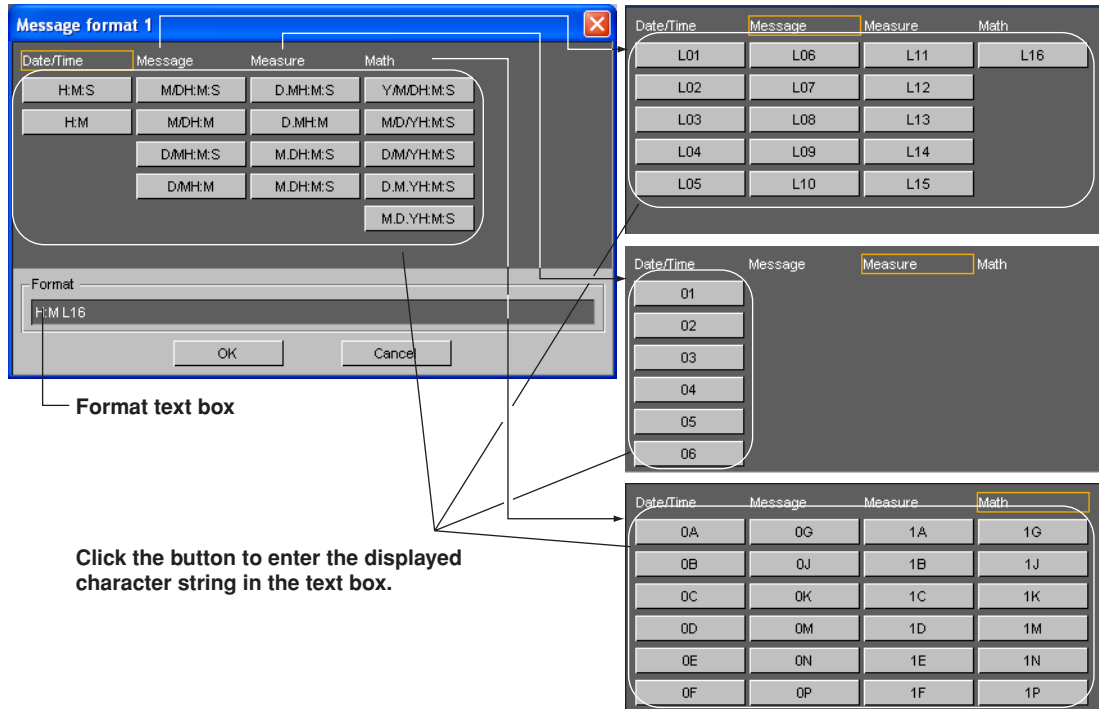 Message format 1
Date/Time Message Measure Math
H:M:S M/DH:M:S D.MH:M:S Y/M/DH:M:S
H:M M/DH:M D.MH:M M/D/YH:M:S
D/MH:M:S M.DH:M:S D/M/YH:M:S
D/MH:M M.DH:M:S D.M.YH:M:S
M.D.YH:M:S
Format
H:M L16
OK Cancel
Format text box
Click the button to enter the displayed
character string in the text box.
Date/Time Message Measure Math
L01 L06 L11 L16
L02 L07 L12
L03 L08 L13
L04 L09 L14
L05 L10 L15
Date/Time Message Measure Math
01
02
03
04
05
06
Date/Time Message Measure Math
0A 0G 1A 1G
0B 0J 1B 1J
0C 0K 1C 1K
0D 0M 1D 1M
0E 0N 1E 1N
0F 0P 1F 1P